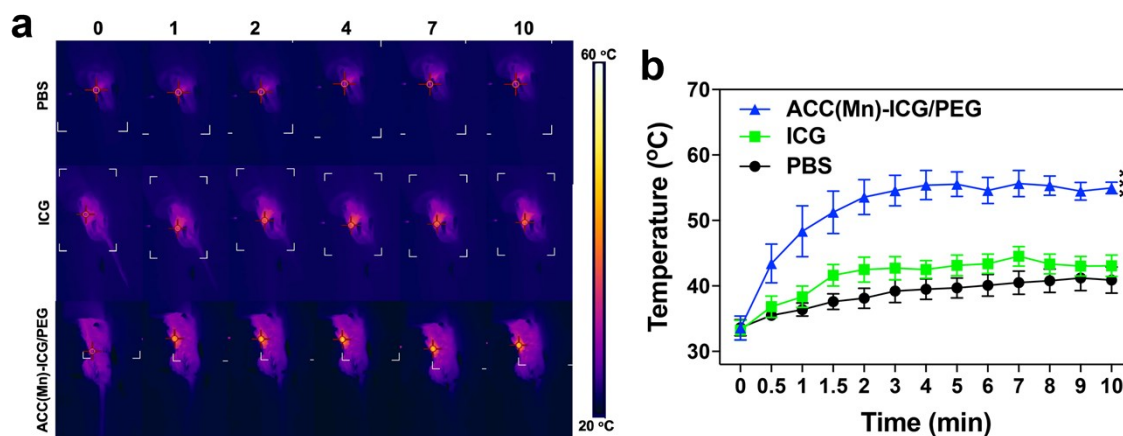 a
0 1 2 4 7 10
PBS
ICG
ACC(Mn)-ICG/PEG
60 °C
20 °C
b
70
60
50
40
30
Temperature (°C)
ACC(Mn)-ICG/PEG
ICG
PBS
***
0 0.5 1 1.5 2 3 4 5 6 7 8 9 10
Time (min)